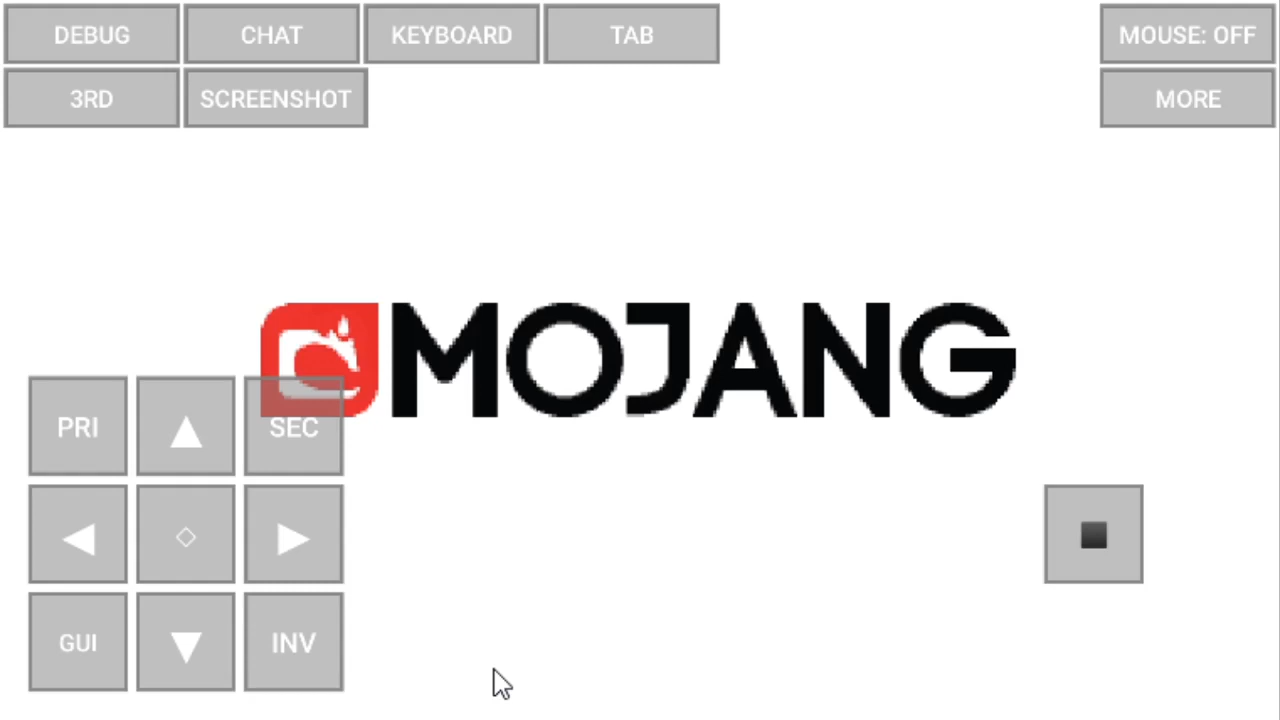 DEBUG CHAT KEYBOARD TAB MOUSE: OFF
3RD SCREENSHOT MORE
MOJANG
PRI ▲ SEC
◀ ◇ ▶ ■
GUI ▼ INV